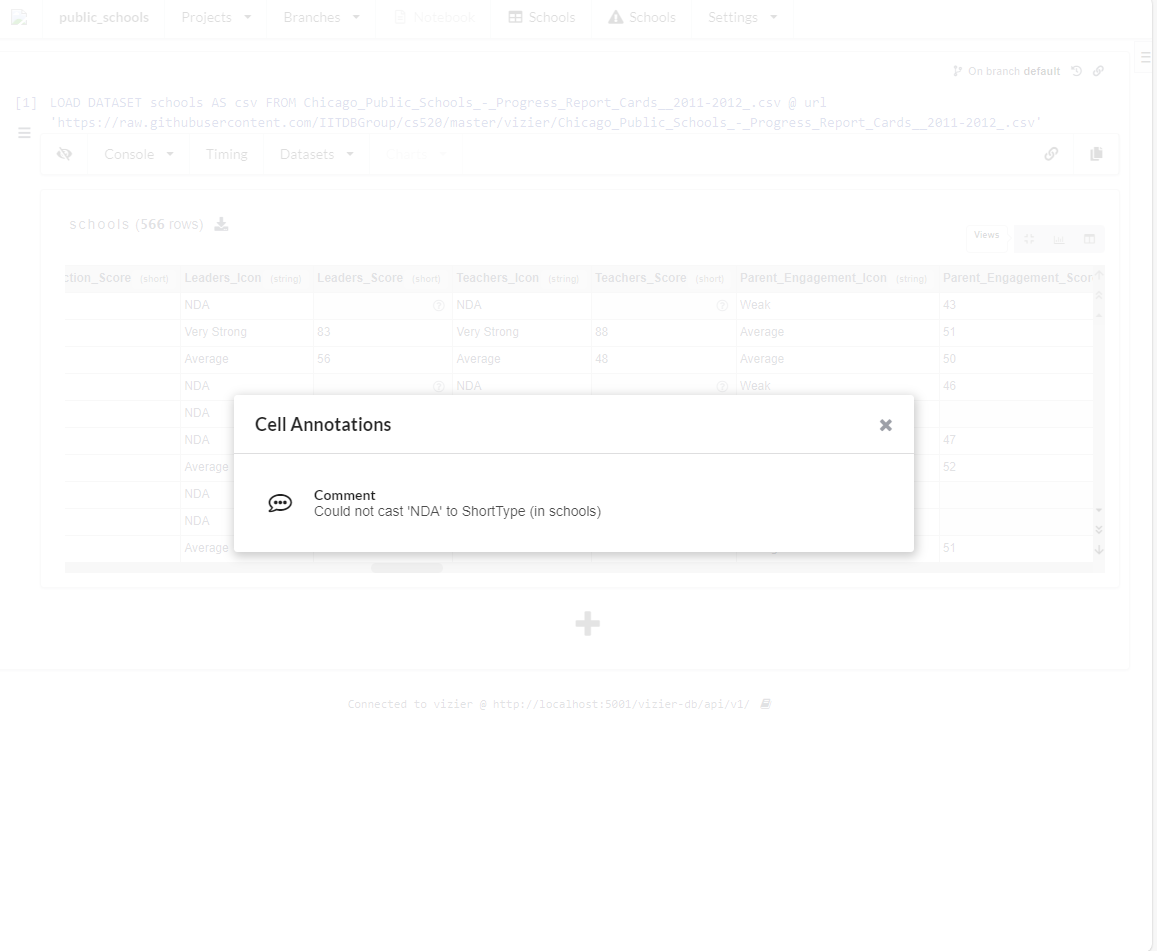 public_schools Projects Branches Notebook Schools Schools Settings
On branch default
[1] LOAD DATASET schools AS csv FROM Chicago_Public_Schools_-_Progress_Report_Cards__2011-2012_.csv @ url
'https://raw.githubusercontent.com/IITDBGroup/cs520/master/vizier/Chicago_Public_Schools_-_Progress_Report_Cards__2011-2012_.csv'
Console Timing Datasets Charts
schools (566 rows)
Views
ction_Score (short) Leaders_Icon (string) Leaders_Score (short) Teachers_Icon (string) Teachers_Score (short) Parent_Engagement_Icon (string) Parent_Engagement_Scor
NDA NDA Weak 43
Very Strong 83 Very Strong 88 Average 51
Average 56 Average 48 Average 50
NDA NDA Weak 46
NDA
NDA 47
Average 52
NDA
NDA
Average 51
Cell Annotations
Comment
Could not cast 'NDA' to ShortType (in schools)
Connected to vizier @ http://localhost:5001/vizier-db/api/v1/